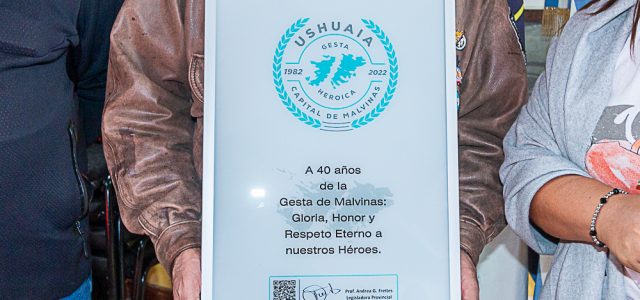 USHUAIA
GESTA
1982
2022
HEROICA
CAPITAL DE MALVINAS
A 40 años
de la
Gesta de Malvinas:
Gloria, Honor y
Respeto Eterno a
nuestros Héroes.
Prof. Andrea G. Freites
Legisladora Provincial